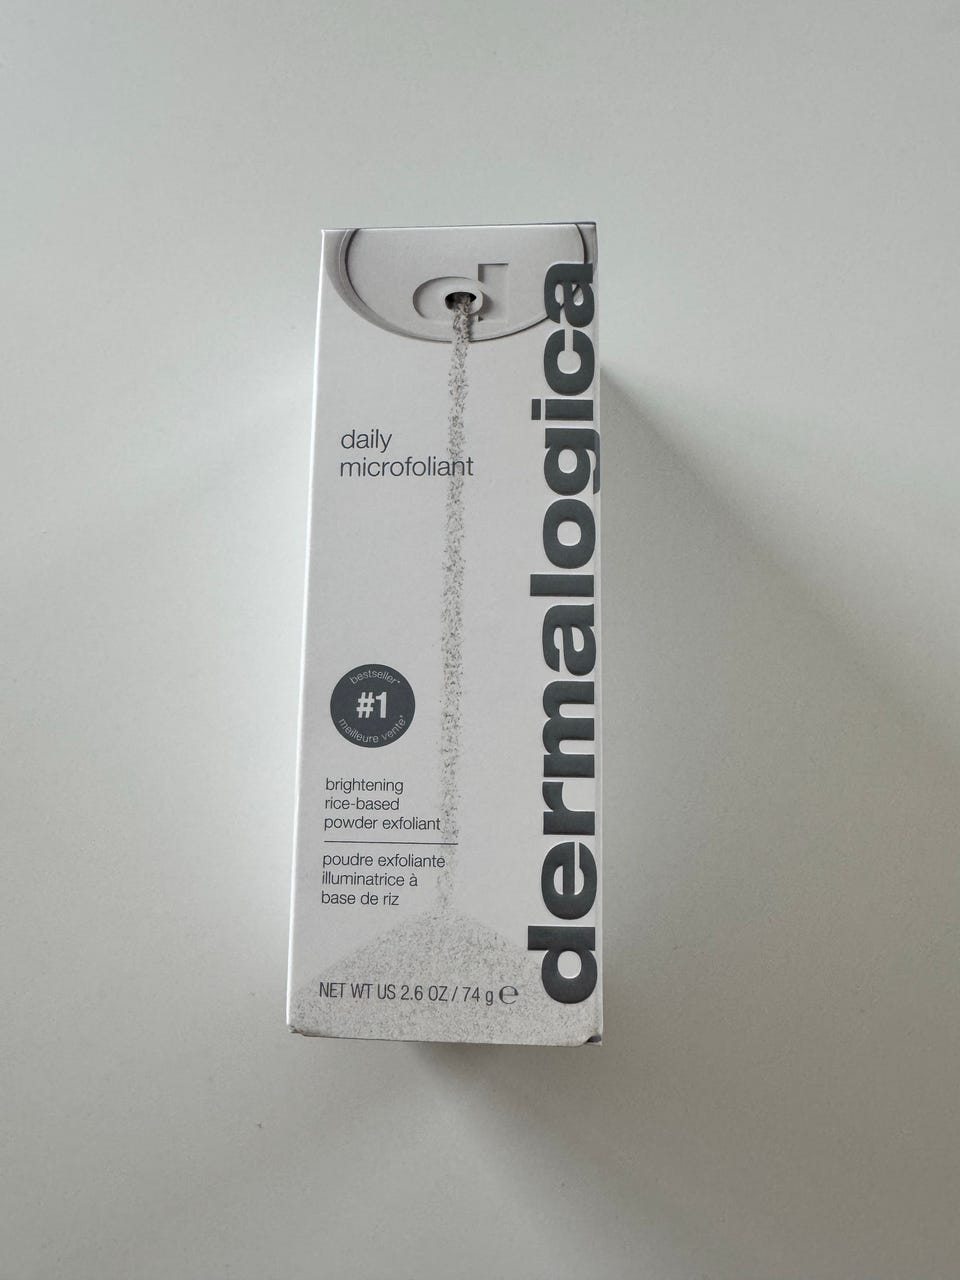 d
daily
microfoliant
dermalogica
bestseller*
#1
meilleure vente*
brightening
rice-based
powder exfoliant
poudre exfoliante
illuminatrice à
base de riz
NET WT US 2.6 OZ / 74 g ℮